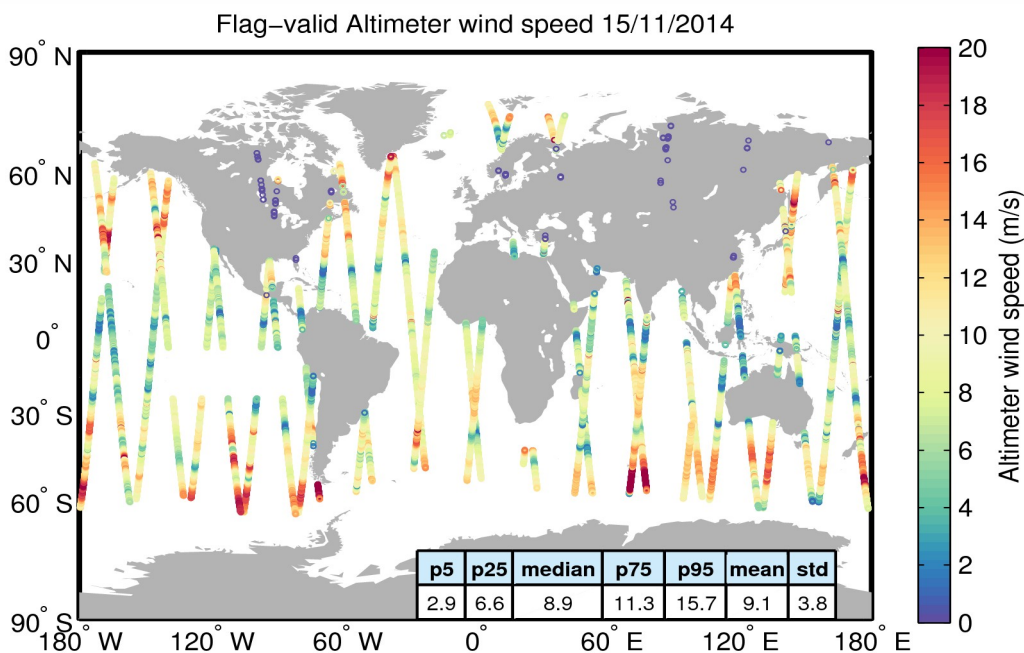 Flag−valid Altimeter wind speed 15/11/2014
90° N
60° N
30° N
0°
30° S
60° S
90° S
180° W 120° W 60° W 0° 60° E 120° E 180° E
p5 p25 median p75 p95 mean std
2.9 6.6 8.9 11.3 15.7 9.1 3.8
20
18
16
14
12
10
8
6
4
2
0
Altimeter wind speed (m/s)